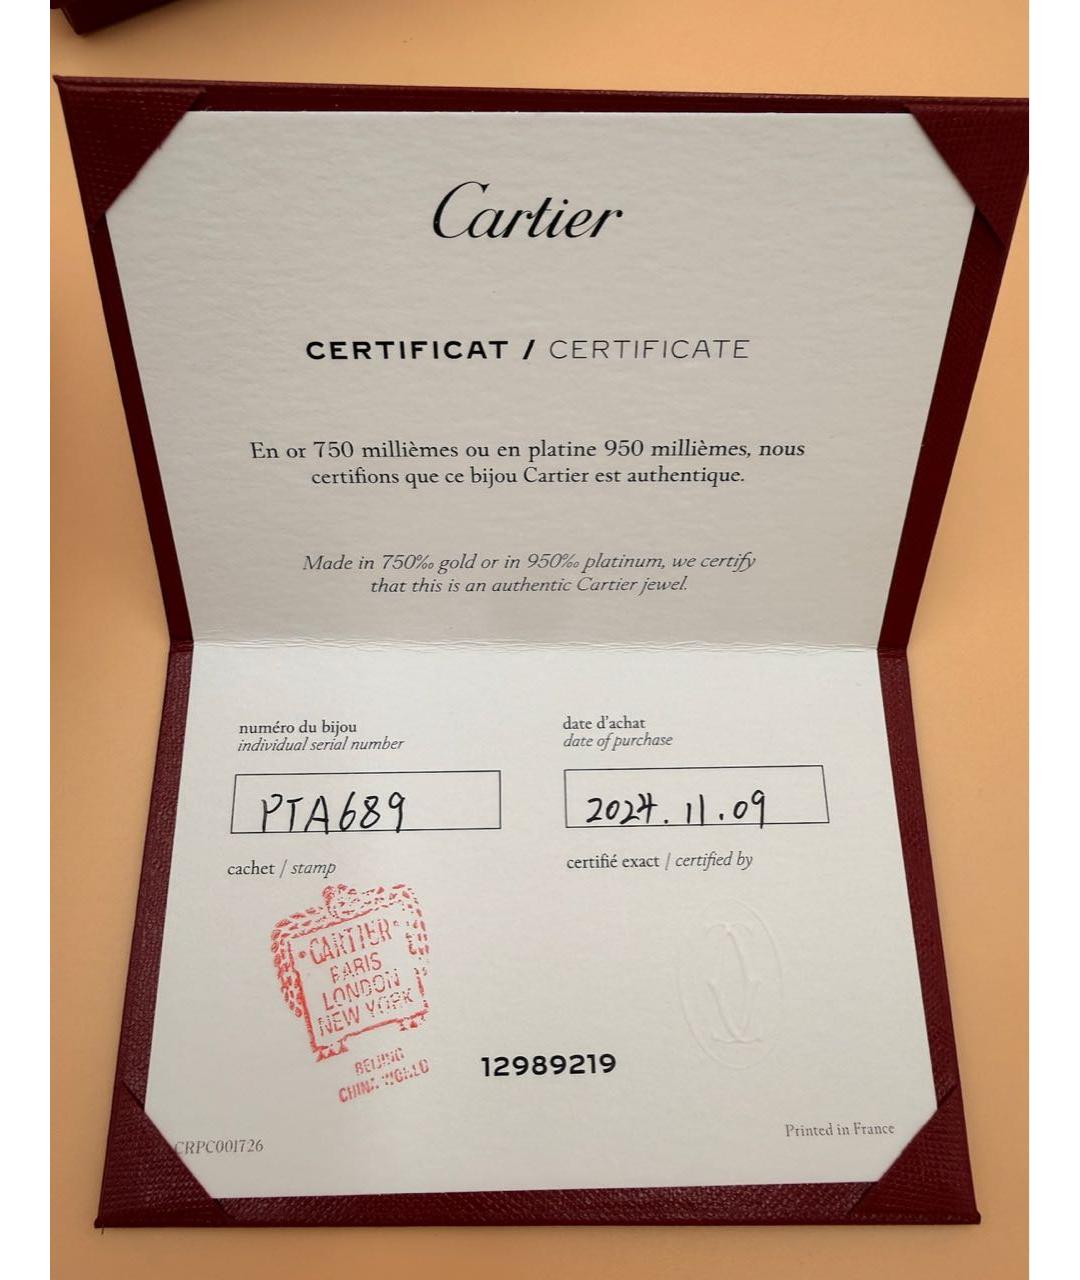 Cartier
CERTIFICAT / CERTIFICATE
En or 750 millièmes ou en platine 950 millièmes, nous
certifions que ce bijou Cartier est authentique.
Made in 750‰ gold or in 950‰ platinum, we certify
that this is an authentic Cartier jewel.
numéro du bijou
individual serial number
PTA689
date d'achat
date of purchase
2024.11.09
cachet / stamp
certifié exact / certified by
CARTIER
PARIS
LONDON
NEW YORK
BEIJING
CHINA WORLD
12989219
CRPC001726
Printed in France